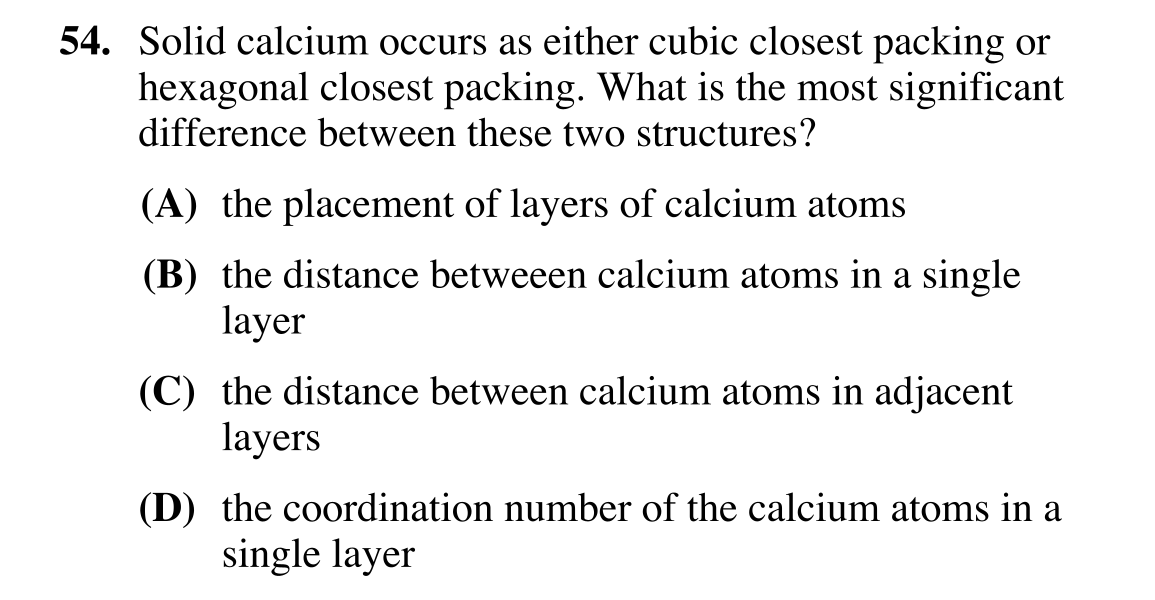 54. Solid calcium occurs as either cubic closest packing or
hexagonal closest packing. What is the most significant
difference between these two structures?
(A) the placement of layers of calcium atoms
(B) the distance betweeen calcium atoms in a single
layer
(C) the distance between calcium atoms in adjacent
layers
(D) the coordination number of the calcium atoms in a
single layer